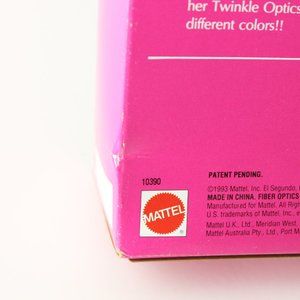 her Twinkle Optics
different colors!!
10390
MATTEL
PATENT PENDING.
©1993 Mattel, Inc. El Segundo,
MADE IN CHINA. FIBER OPTICS
Manufactured for Mattel. All Rig
U.S. trademarks of Mattel, Inc.,
Mattel U.K., Ltd., Meridian West,
Mattel Australia Pty., Ltd., Port M